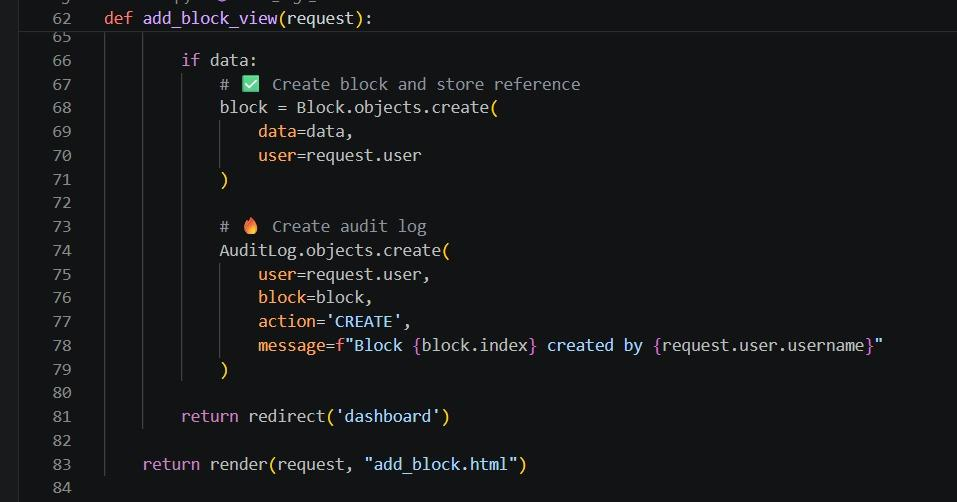 62 def add_block_view(request):
65
66 if data:
67 # ✅ Create block and store reference
68 block = Block.objects.create(
69 data=data,
70 user=request.user
71 )
72
73 # 🔥 Create audit log
74 AuditLog.objects.create(
75 user=request.user,
76 block=block,
77 action='CREATE',
78 message=f"Block {block.index} created by {request.user.username}"
79 )
80
81 return redirect('dashboard')
82
83 return render(request, "add_block.html")
84